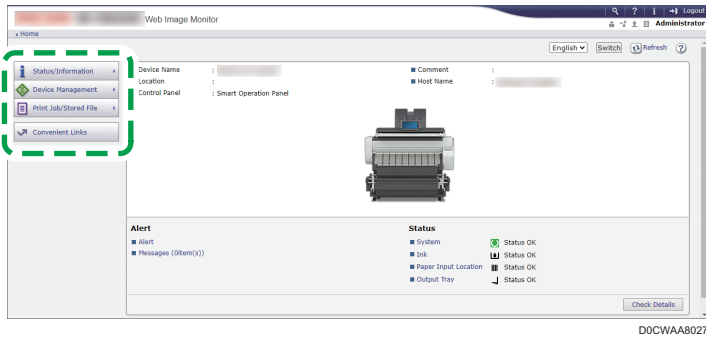 Web Image Monitor
? i Logout
Administrator
Home
English Switch Refresh ?
Status/Information
Device Management
Print Job/Stored File
Convenient Links
Device Name :
Location :
Control Panel : Smart Operation Panel
Comment :
Host Name :
Alert
Alert
Messages (0item(s))
Status
System Status OK
Ink Status OK
Paper Input Location Status OK
Output Tray Status OK
Check Details
D0CWAA8027